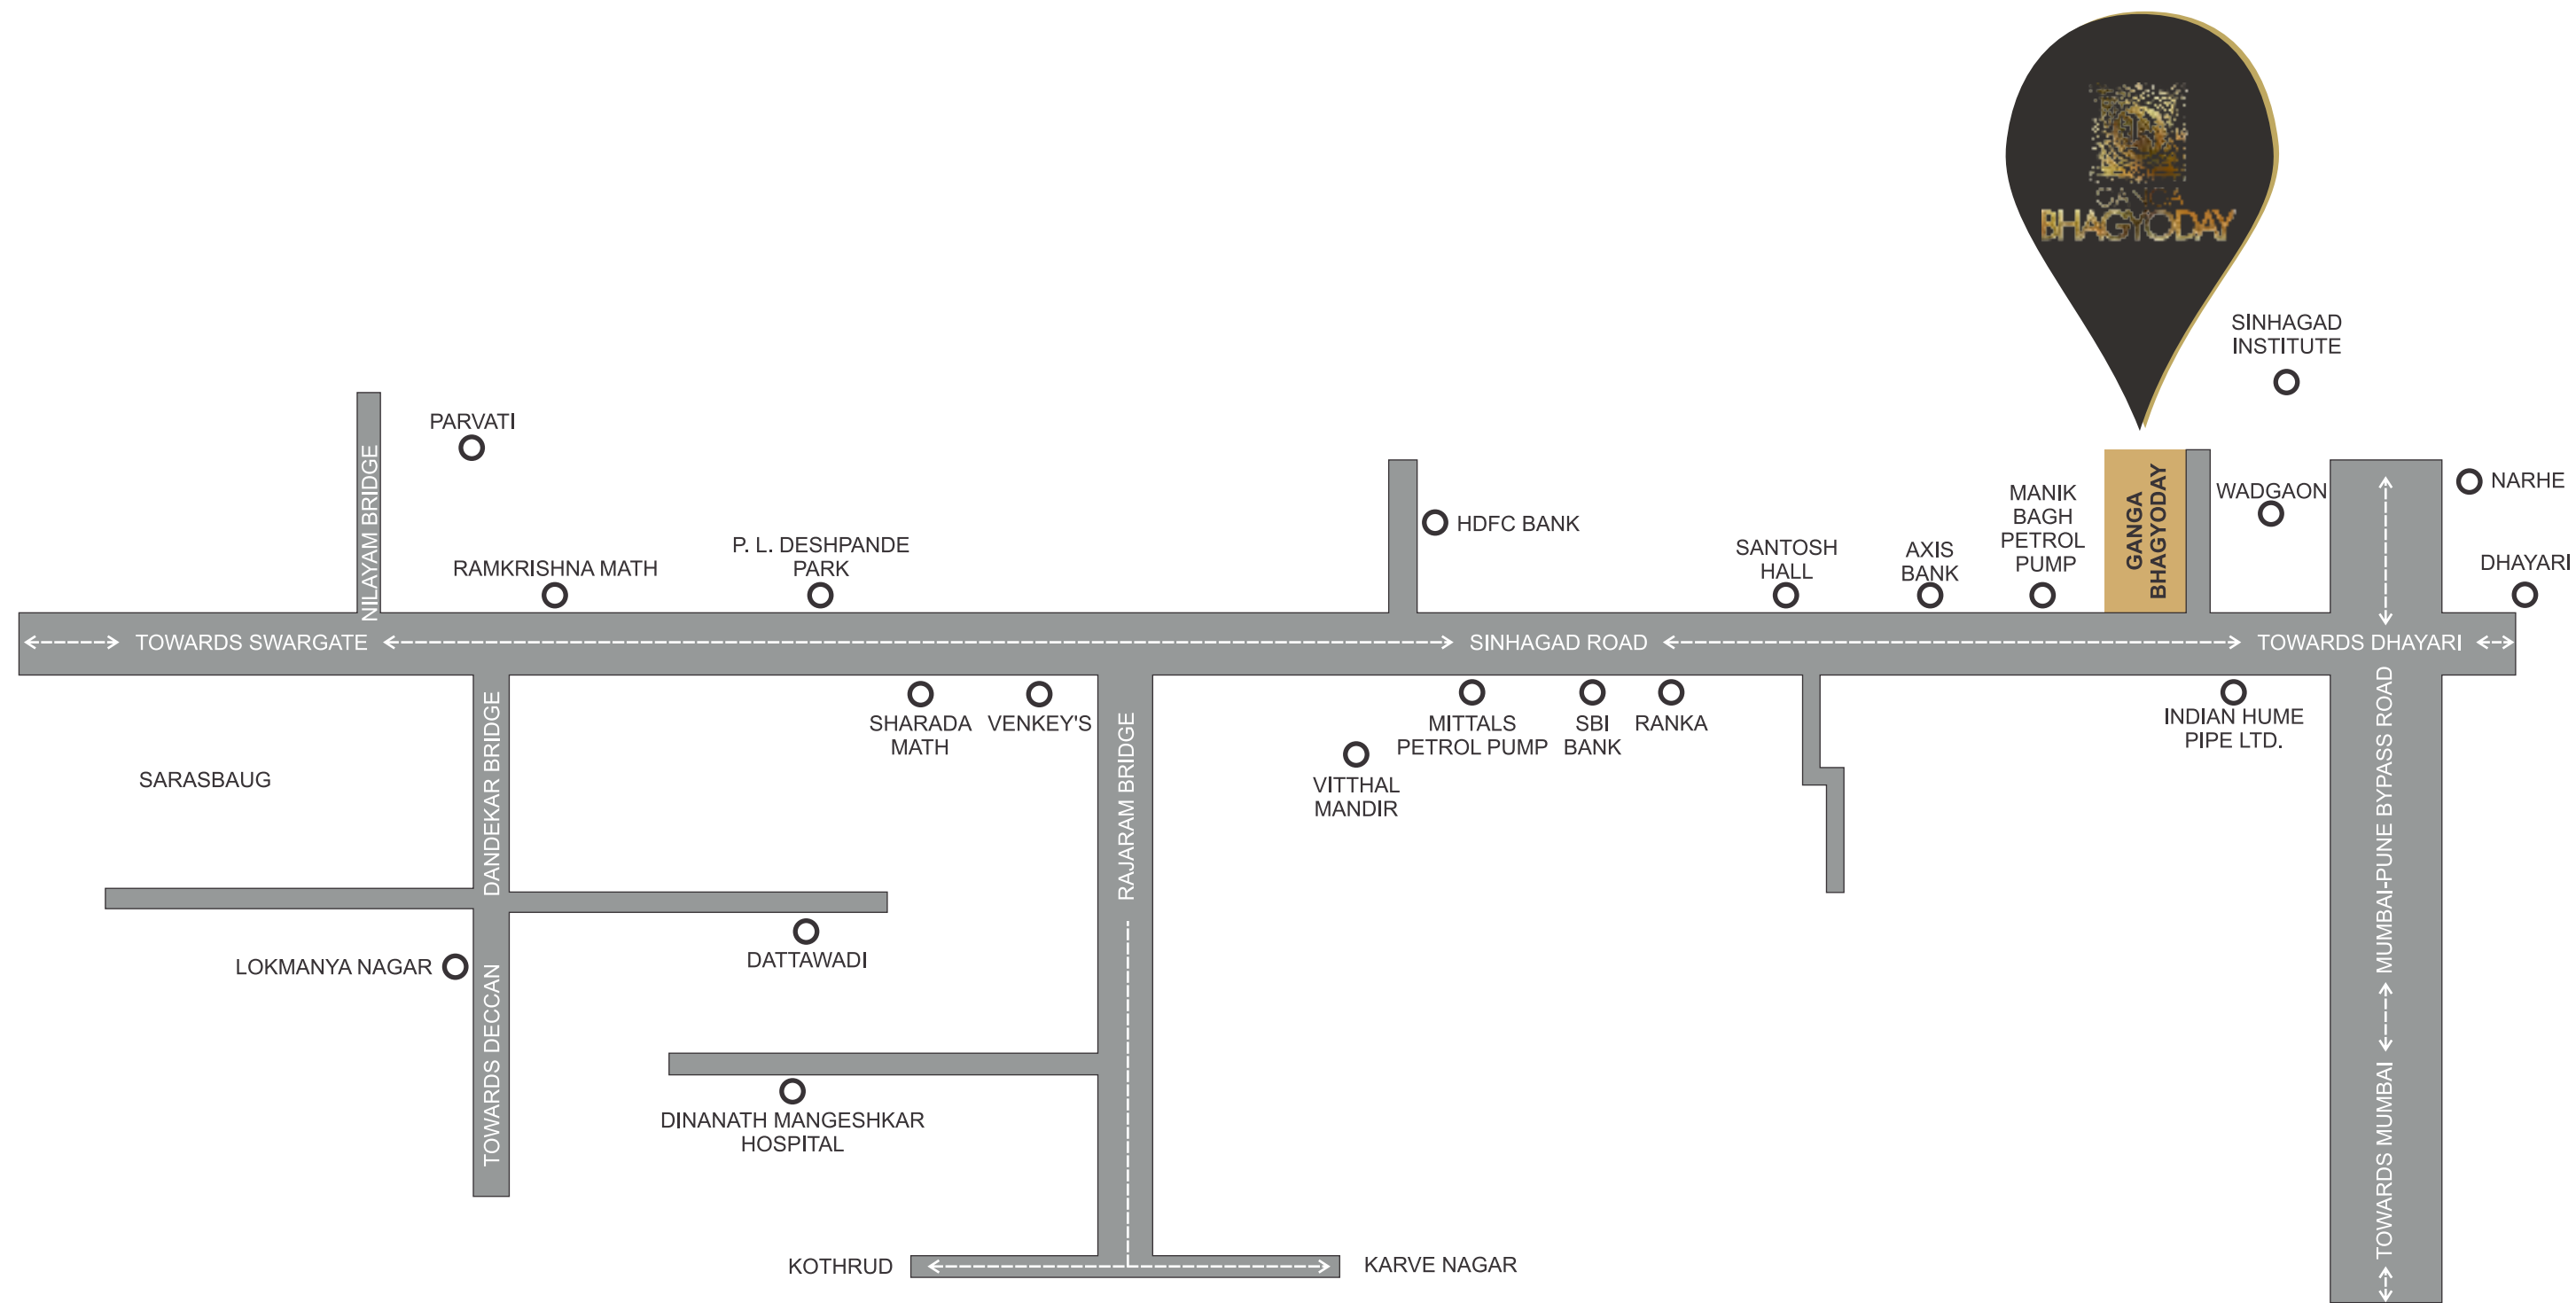 GANGA
BHAGYODAY
SINHAGAD
INSTITUTE
PARVATI
NILAYAM BRIDGE
RAMKRISHNA MATH
P. L. DESHPANDE
PARK
HDFC BANK
SANTOSH
HALL
AXIS
BANK
MANIK
BAGH
PETROL
PUMP
GANGA
BHAGYODAY
WADGAON
NARHE
DHAYARI
TOWARDS SWARGATE
SINHAGAD ROAD
TOWARDS DHAYARI
SHARADA
MATH
VENKEY'S
VITTHAL
MANDIR
MITTALS
PETROL PUMP
SBI
BANK
RANKA
INDIAN HUME
PIPE LTD.
SARASBAUG
DANDEKAR BRIDGE
RAJARAM BRIDGE
MUMBAI-PUNE BYPASS ROAD
LOKMANYA NAGAR
DATTAWADI
TOWARDS DECCAN
DINANATH MANGESHKAR
HOSPITAL
TOWARDS MUMBAI
KOTHRUD
KARVE NAGAR